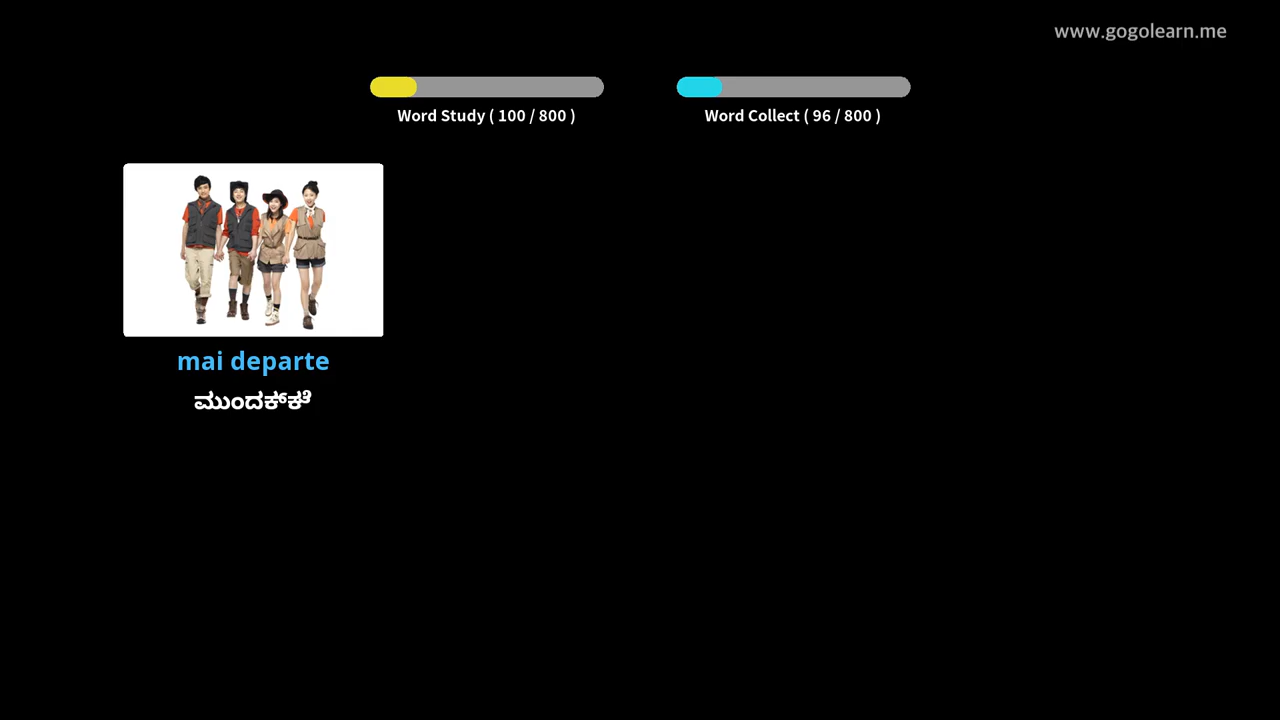 www.gogolearn.me
Word Study ( 100 / 800 )
Word Collect ( 96 / 800 )
mai departe
ಮುಂದಕ್ಕೆ